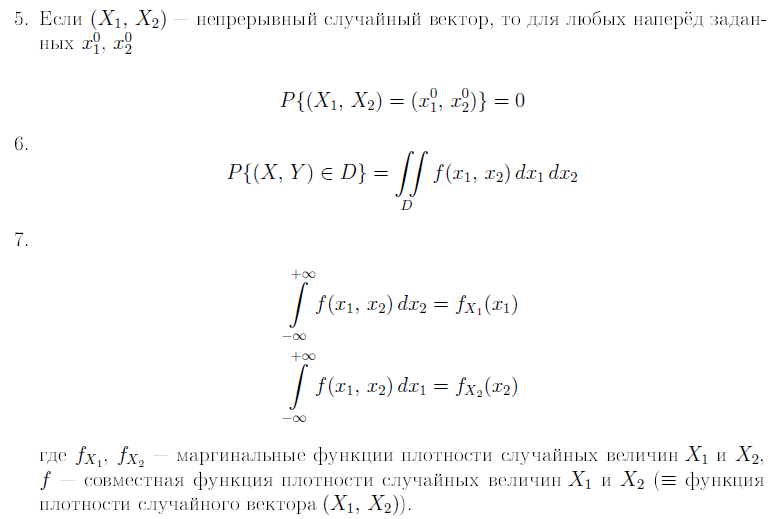 5. Если (X₁, X₂) — непрерывный случайный вектор, то для любых наперёд задан-
ных x₁⁰, x₂⁰
P{(X₁, X₂) = (x₁⁰, x₂⁰)} = 0
6.
P{(X, Y) ∈ D} = ∬_D f(x₁, x₂) dx₁ dx₂
7.
∫_{−∞}^{+∞} f(x₁, x₂) dx₂ = f_{X₁}(x₁)
∫_{−∞}^{+∞} f(x₁, x₂) dx₁ = f_{X₂}(x₂)
где f_{X₁}, f_{X₂} — маргинальные функции плотности случайных величин X₁ и X₂,
f — совместная функция плотности случайных величин X₁ и X₂ (≡ функция
плотности случайного вектора (X₁, X₂)).